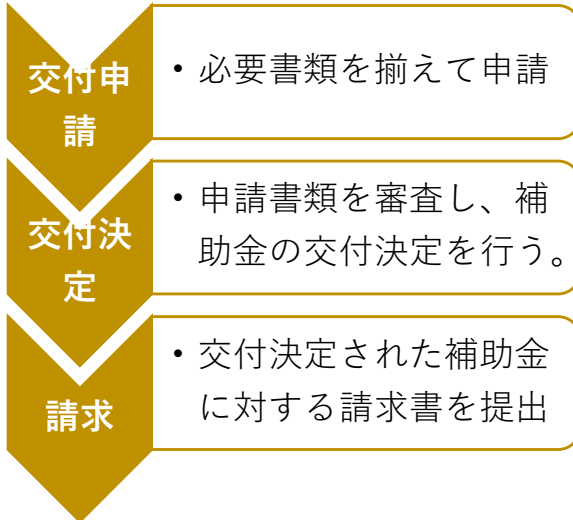 交付申
請
• 必要書類を揃えて申請
交付決
定
• 申請書類を審査し、補
助金の交付決定を行う。
請求
• 交付決定された補助金
に対する請求書を提出